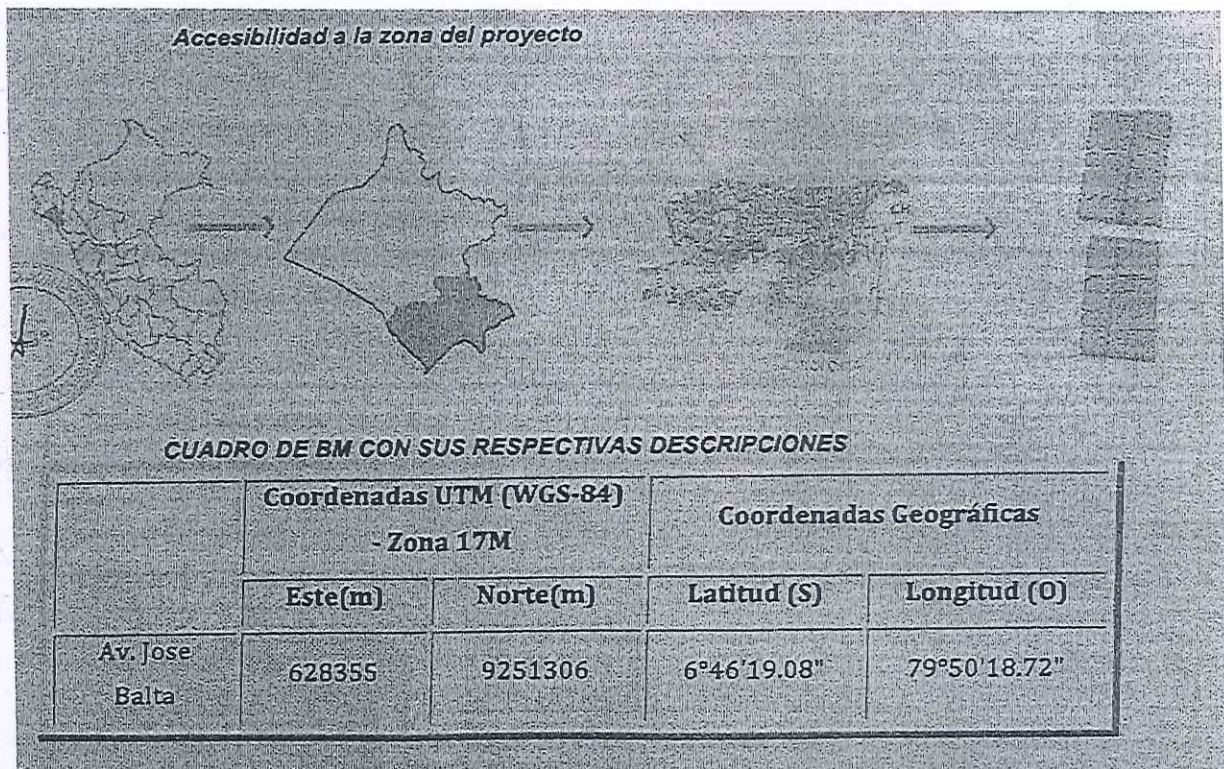 Accesibilidad a la zona del proyecto
CUADRO DE BM CON SUS RESPECTIVAS DESCRIPCIONES
Coordenadas UTM (WGS-84)
- Zona 17M
Coordenadas Geográficas
Este(m) Norte(m) Latitud (S) Longitud (O)
Av. Jose
Balta
628355 9251306 6°46'19.08" 79°50'18.72"